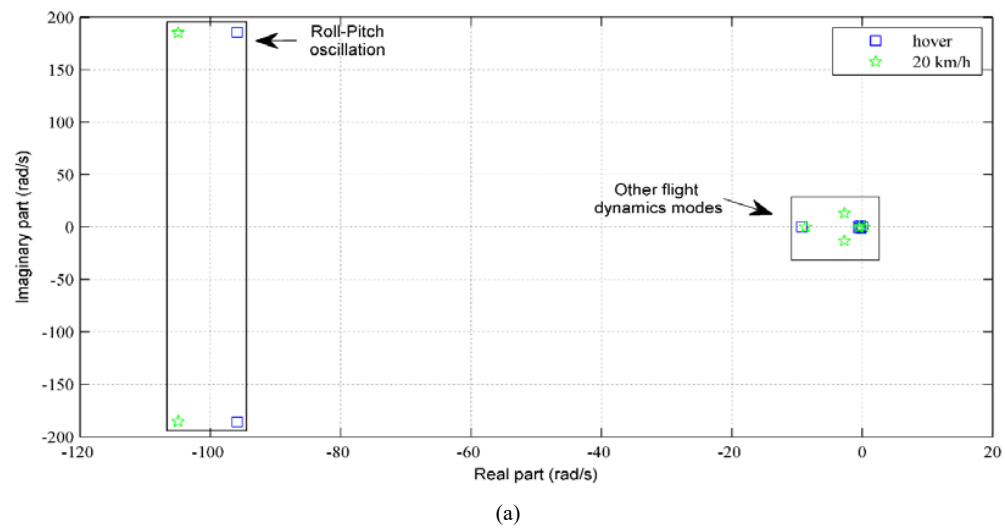 200
150
100
50
0
-50
-100
-150
-200
Imaginary part (rad/s)
Roll-Pitch
oscillation
hover
20 km/h
Other flight
dynamics modes
-120
-100
-80
-60
-40
-20
0
20
Real part (rad/s)
(a)